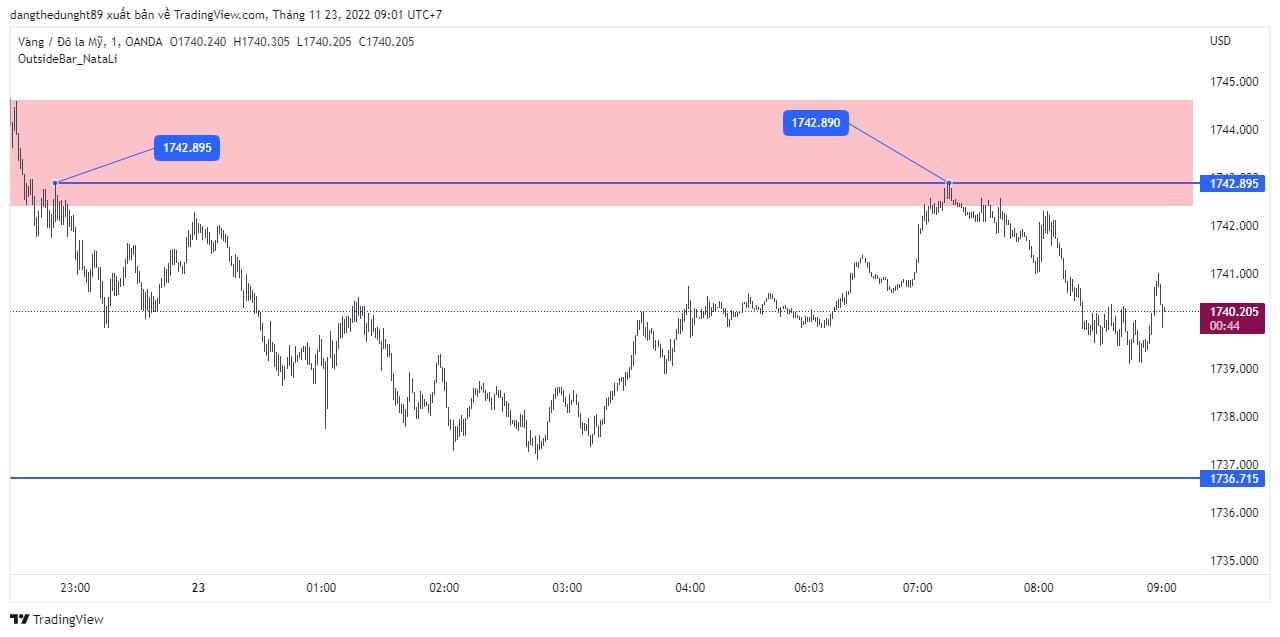 dangthedunght89 xuất bản về TradingView.com, Tháng 11 23, 2022 09:01 UTC+7
Vàng / Đô la Mỹ, 1, OANDA O1740.240 H1740.305 L1740.205 C1740.205
OutsideBar_NataLi
USD
1745.000
1744.000
1742.890
1742.895
1742.895
1742.000
1741.000
1740.205
00:44
1739.000
1738.000
1737.000
1736.715
1736.000
1735.000
23:00 23 01:00 02:00 03:00 04:00 06:03 07:00 08:00 09:00
TradingView